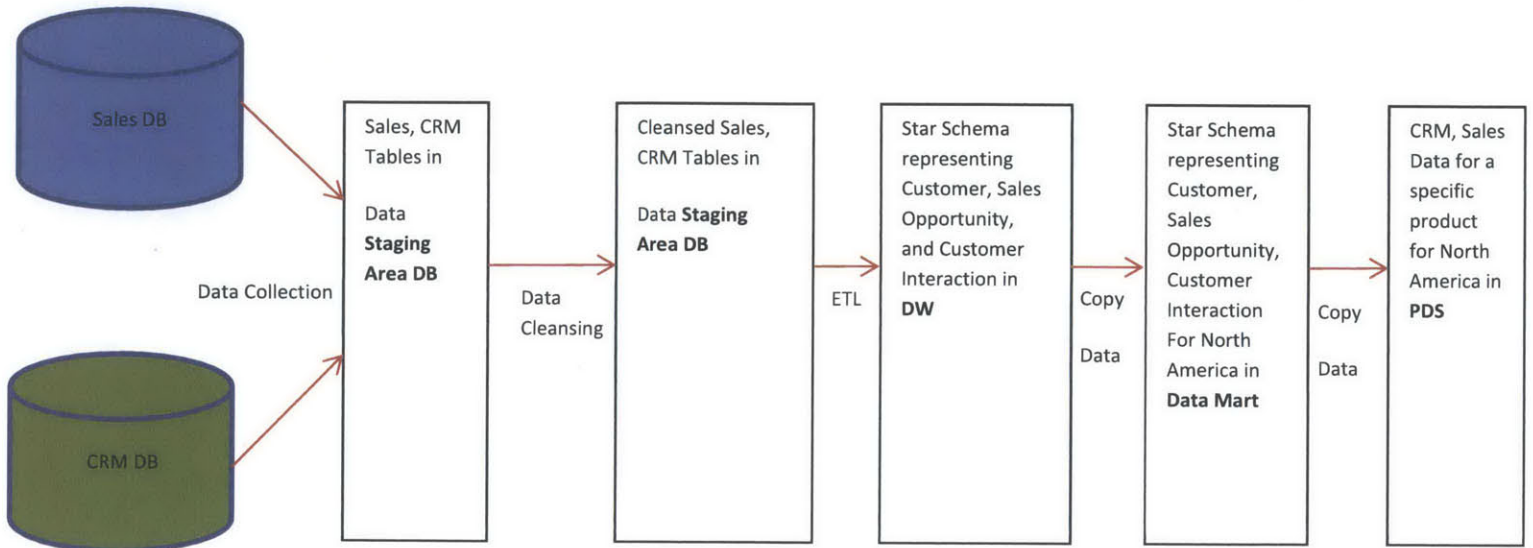 Sales DB
CRM DB
Data Collection
Sales, CRM
Tables in
Data
Staging
Area DB
Data
Cleansing
Cleansed Sales,
CRM Tables in
Data Staging
Area DB
ETL
Star Schema
representing
Customer, Sales
Opportunity,
and Customer
Interaction in
DW
Copy
Data
Star Schema
representing
Customer,
Sales
Opportunity,
Customer
Interaction
For North
America in
Data Mart
Copy
Data
CRM, Sales
Data for a
specific
product
for North
America in
PDS